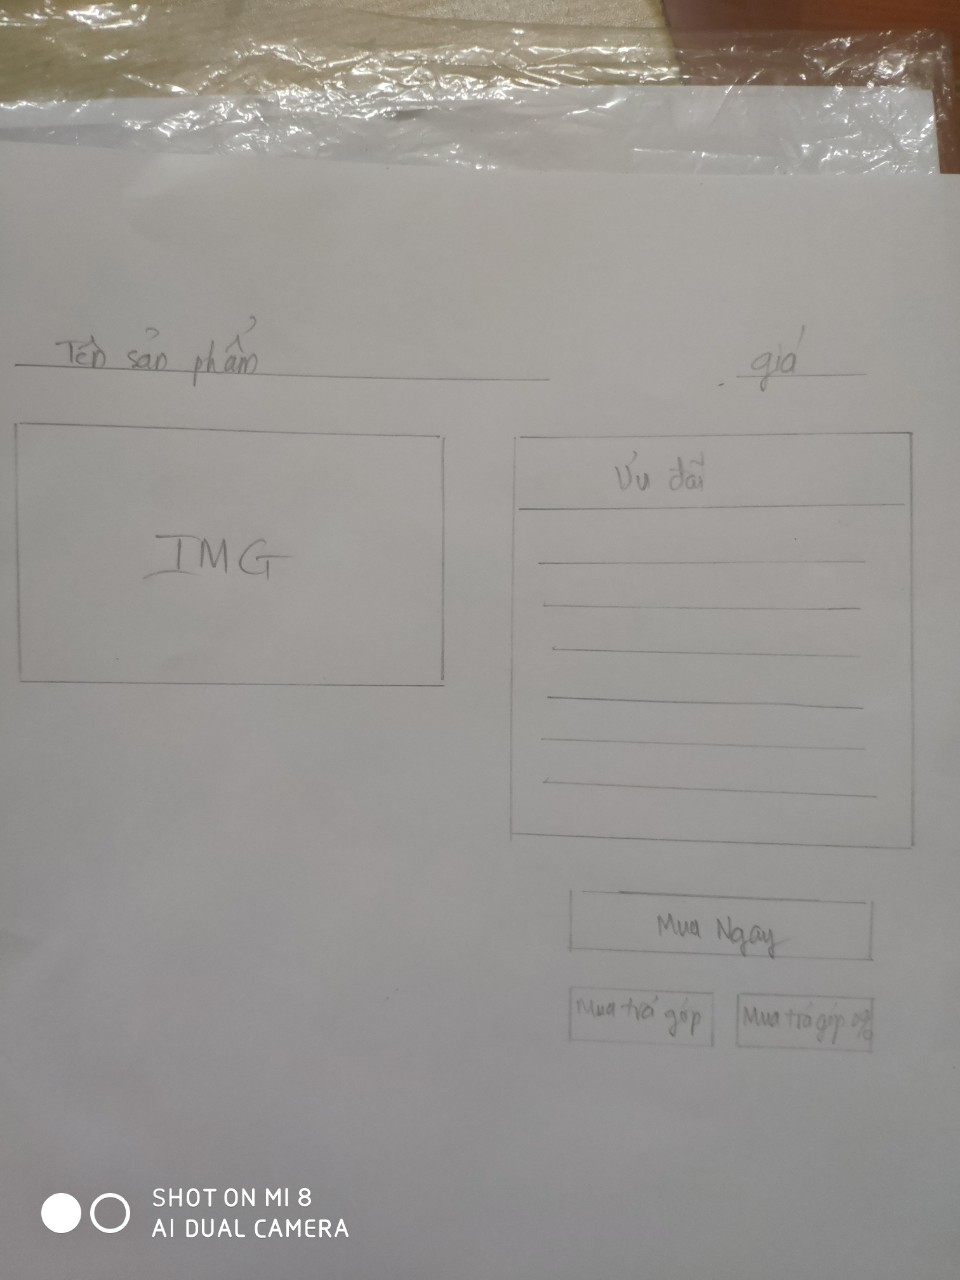 Tên sản phẩm
giá
IMG
Ưu đãi
Mua Ngay
Mua trả góp
Mua trả góp 0%
SHOT ON MI 8
AI DUAL CAMERA